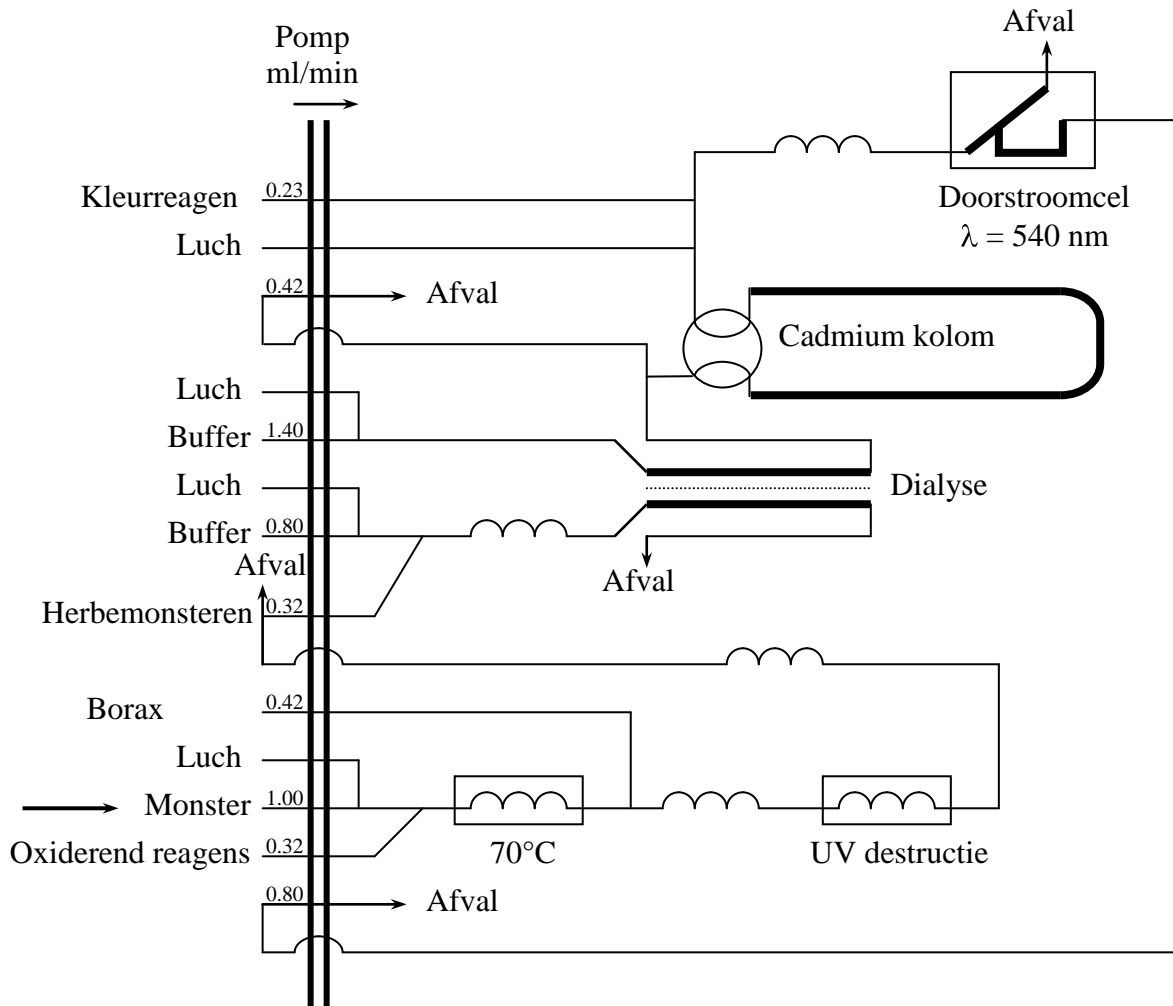 Pomp
ml/min
Afval
Kleurreagen 0.23
Doorstroomcel
λ = 540 nm
Luch
0.42 Afval
Cadmium kolom
Luch
Buffer 1.40
Luch
Dialyse
Buffer 0.80
Afval
Afval
Herbemonsteren 0.32
Borax 0.42
Luch
Monster 1.00
Oxiderend reagens 0.32
70°C
UV destructie
0.80 Afval